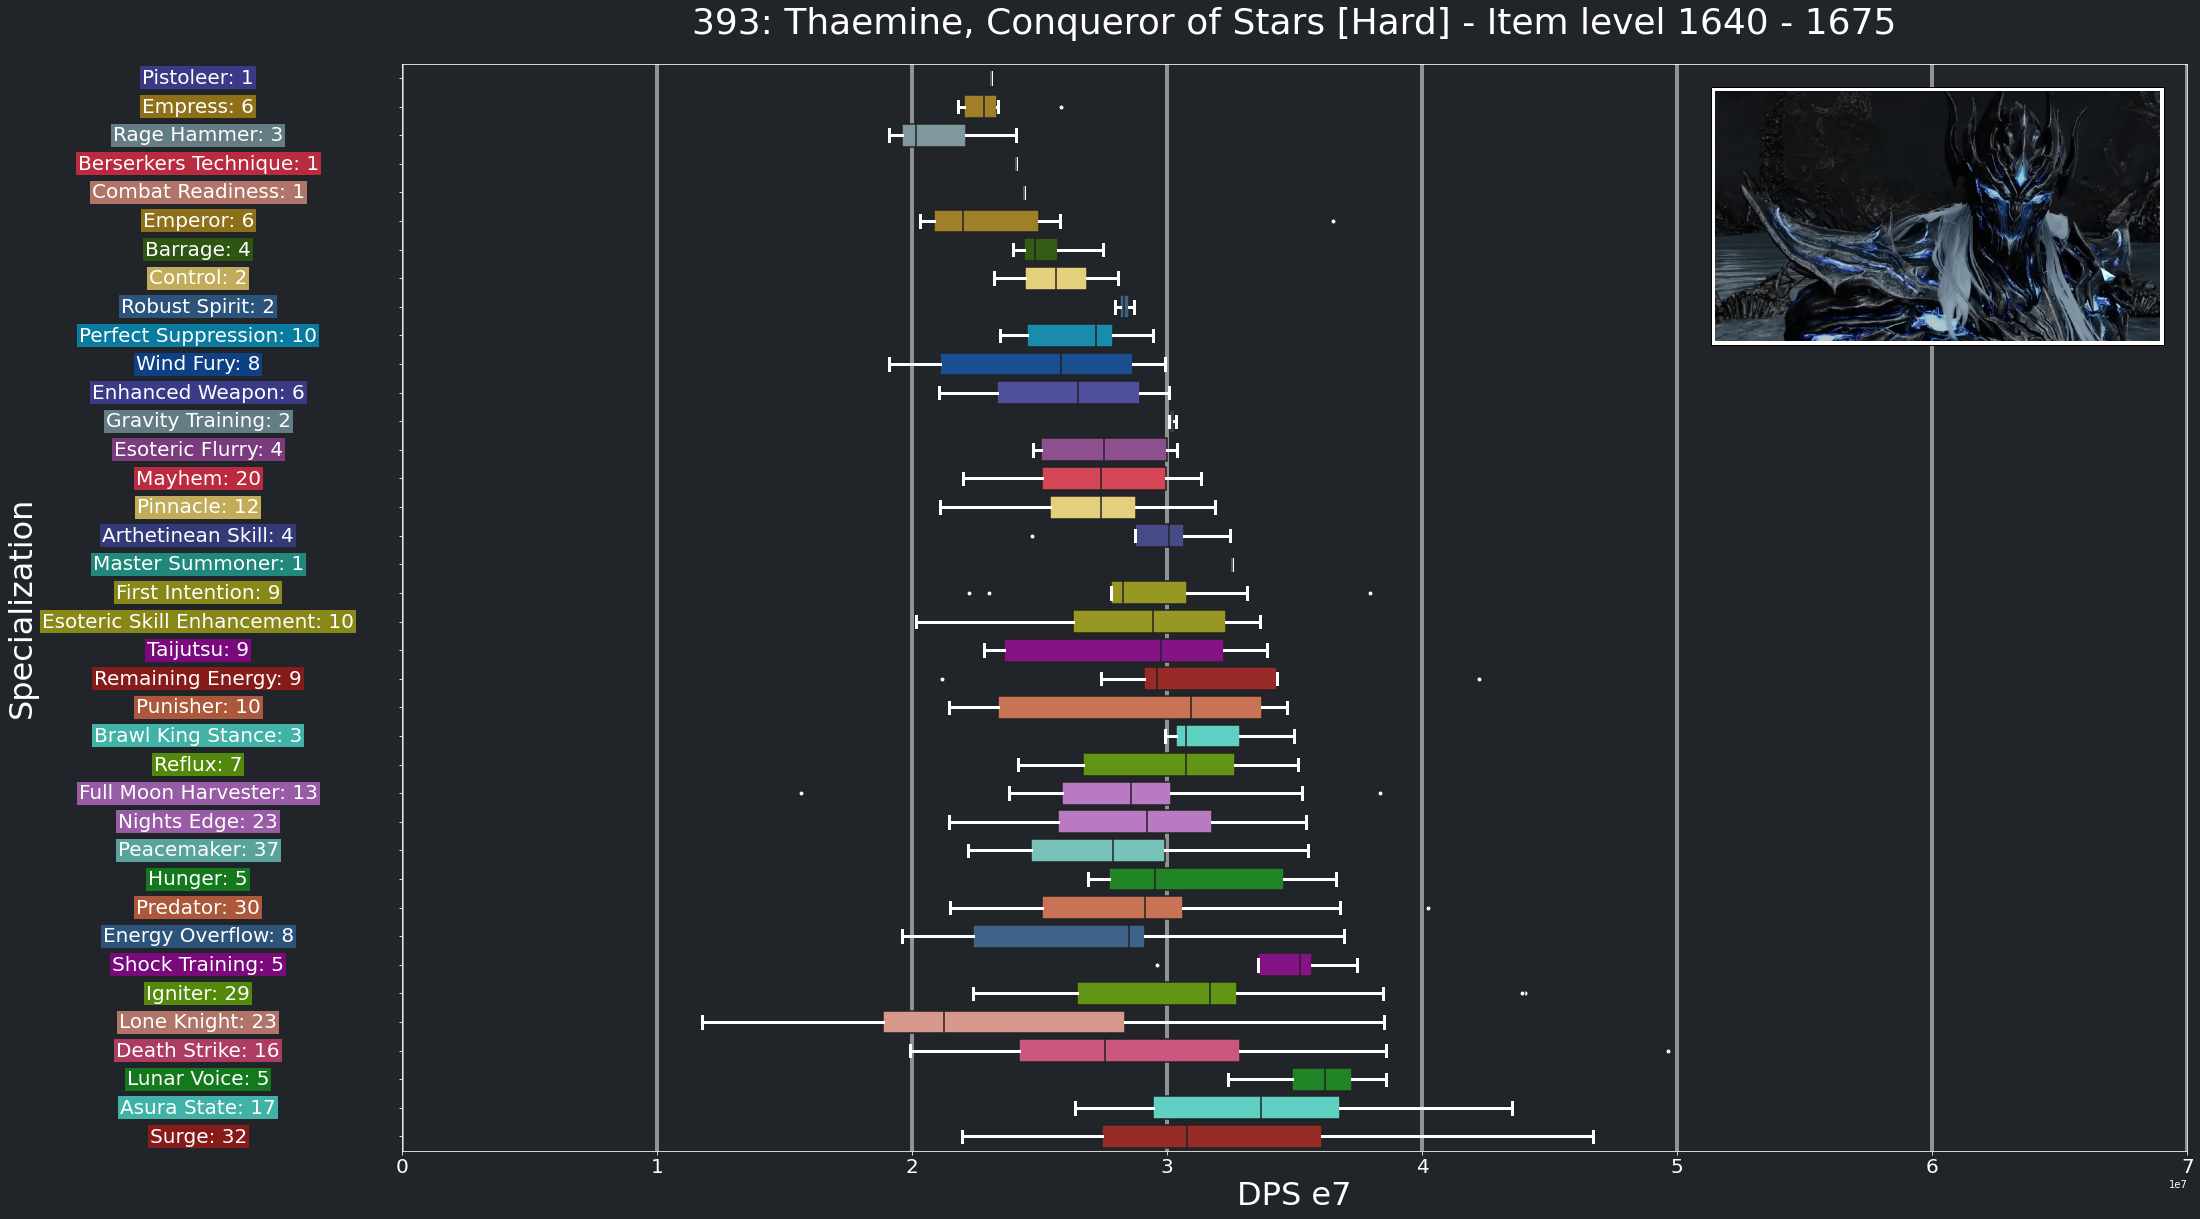 393: Thaemine, Conqueror of Stars [Hard] - Item level 1640 - 1675
Specialization
Pistoleer: 1
Empress: 6
Rage Hammer: 3
Berserkers Technique: 1
Combat Readiness: 1
Emperor: 6
Barrage: 4
Control: 2
Robust Spirit: 2
Perfect Suppression: 10
Wind Fury: 8
Enhanced Weapon: 6
Gravity Training: 2
Esoteric Flurry: 4
Mayhem: 20
Pinnacle: 12
Arthetinean Skill: 4
Master Summoner: 1
First Intention: 9
Esoteric Skill Enhancement: 10
Taijutsu: 9
Remaining Energy: 9
Punisher: 10
Brawl King Stance: 3
Reflux: 7
Full Moon Harvester: 13
Nights Edge: 23
Peacemaker: 37
Hunger: 5
Predator: 30
Energy Overflow: 8
Shock Training: 5
Igniter: 29
Lone Knight: 23
Death Strike: 16
Lunar Voice: 5
Asura State: 17
Surge: 32
0 1 2 3 4 5 6 7
1e7
DPS e7